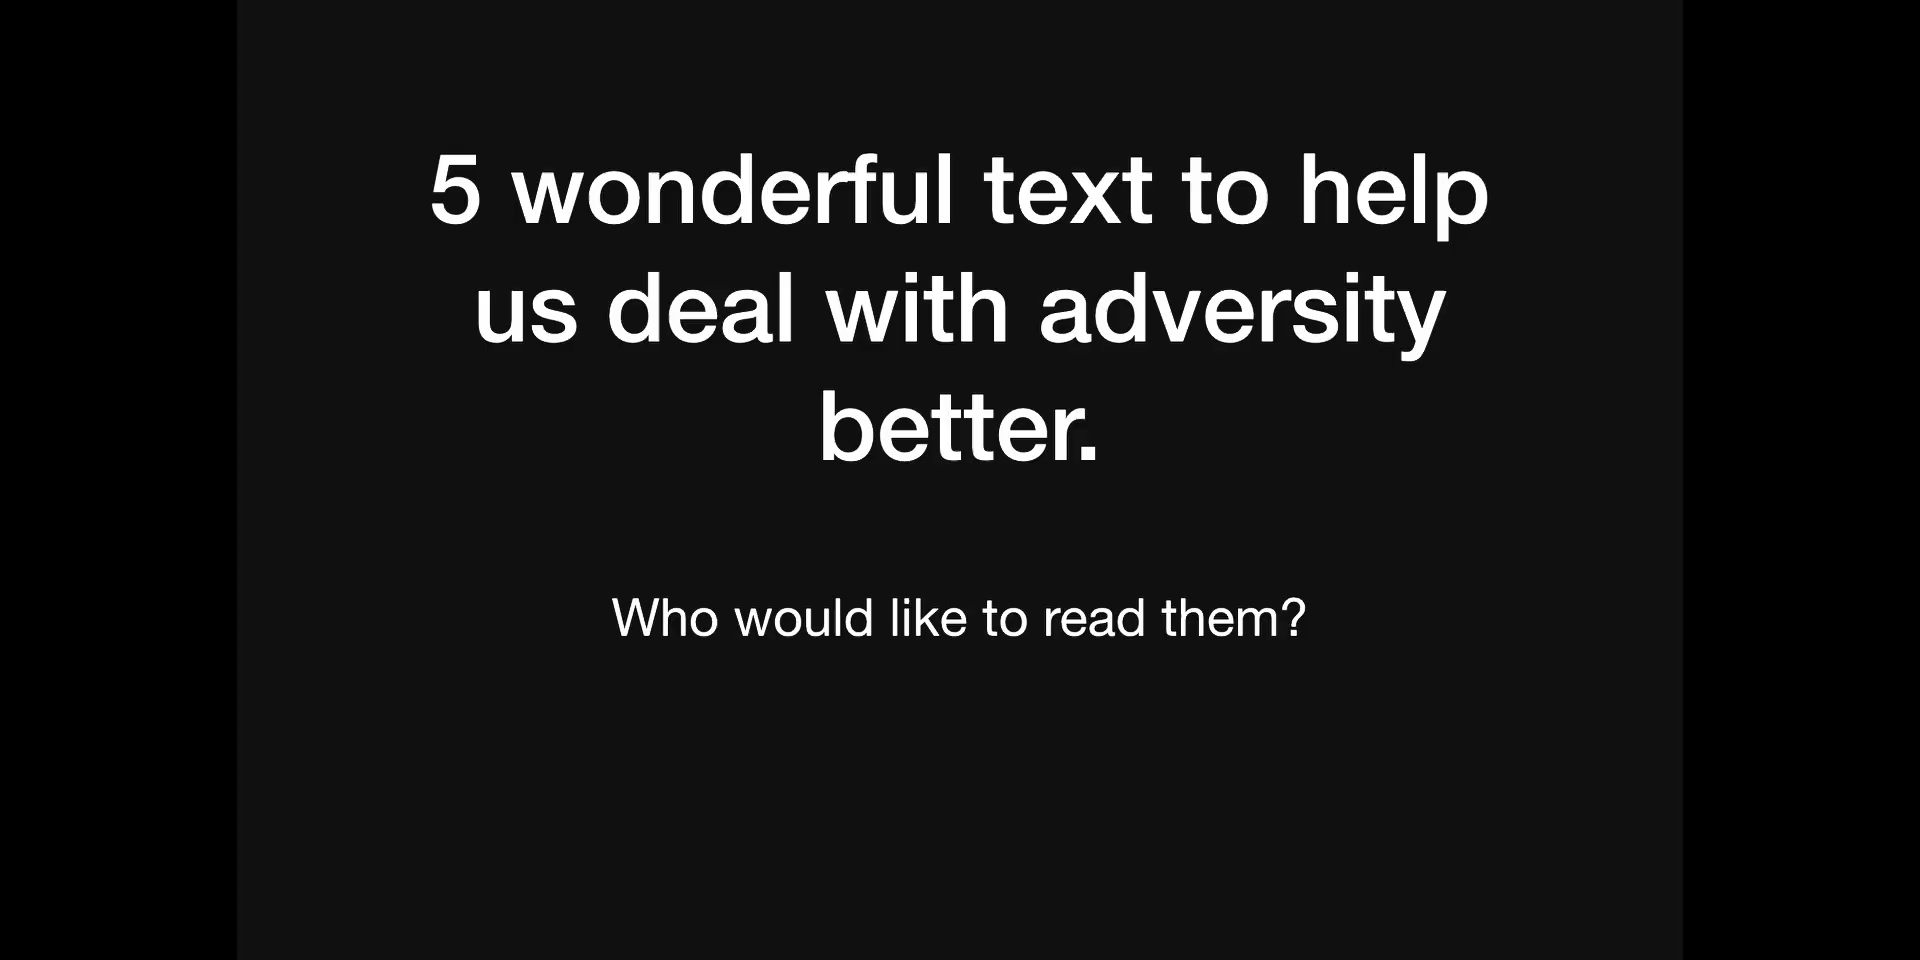 5 wonderful text to help
us deal with adversity
better.
Who would like to read them?